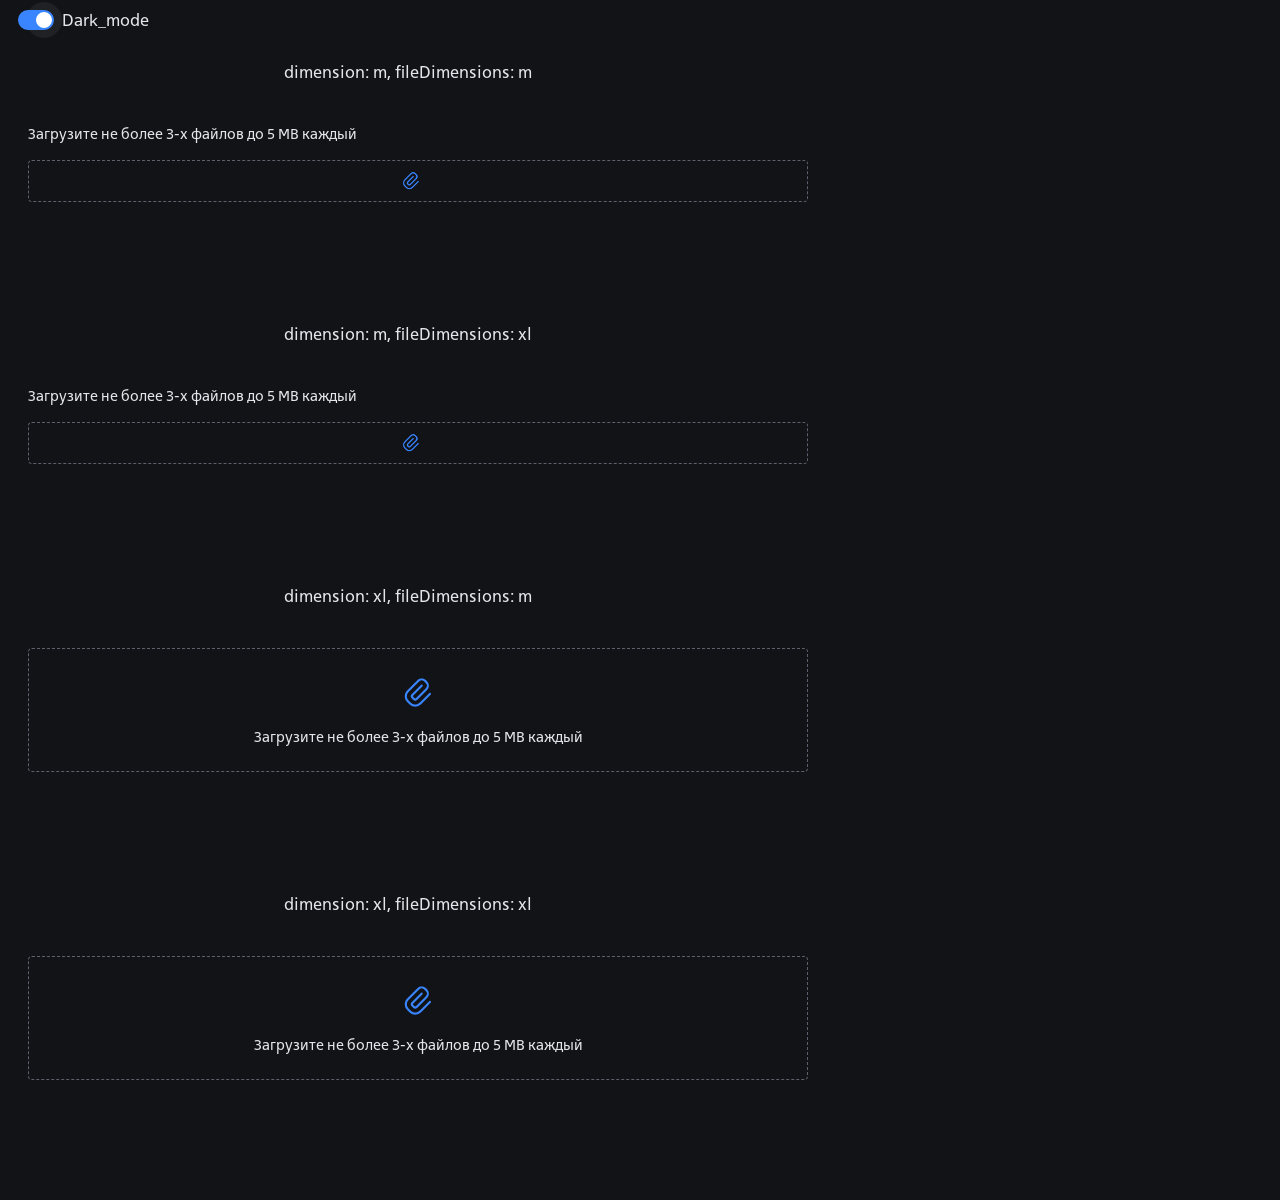 Dark_mode
dimension: m, fileDimensions: m
Загрузите не более 3-х файлов до 5 MB каждый
dimension: m, fileDimensions: xl
Загрузите не более 3-х файлов до 5 MB каждый
dimension: xl, fileDimensions: m
Загрузите не более 3-х файлов до 5 MB каждый
dimension: xl, fileDimensions: xl
Загрузите не более 3-х файлов до 5 MB каждый